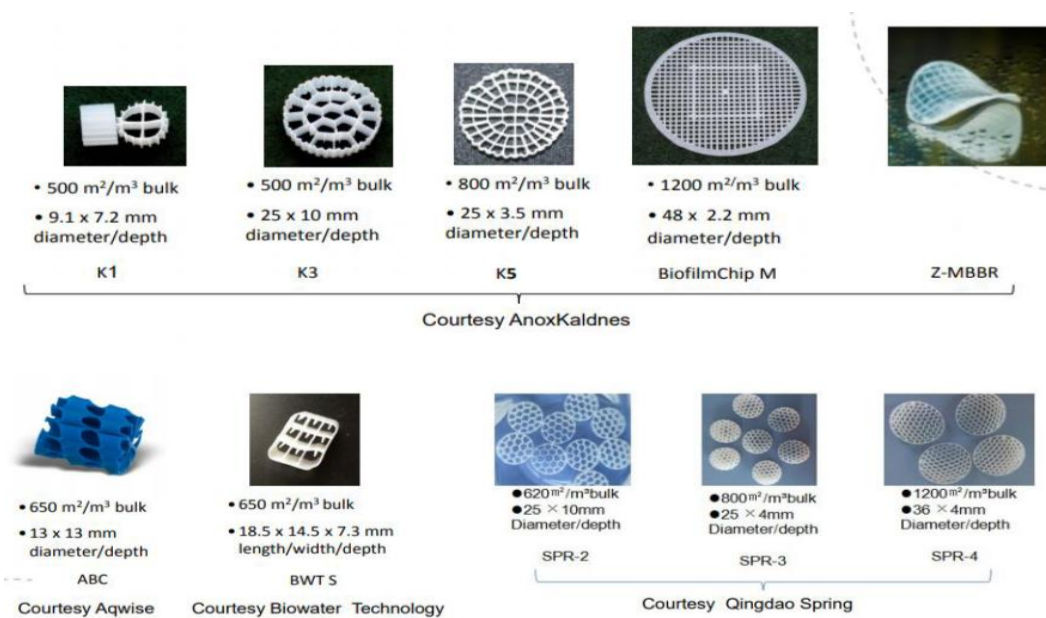 • 500 m²/m³ bulk
• 9.1 x 7.2 mm
diameter/depth
K1
• 500 m²/m³ bulk
• 25 x 10 mm
diameter/depth
K3
• 800 m²/m³ bulk
• 25 x 3.5 mm
diameter/depth
K5
• 1200 m²/m³ bulk
• 48 x 2.2 mm
diameter/depth
BiofilmChip M
Z-MBBR
Courtesy AnoxKaldnes
• 650 m²/m³ bulk
• 13 x 13 mm
diameter/depth
ABC
Courtesy Aqwise
• 650 m²/m³ bulk
• 18.5 x 14.5 x 7.3 mm
length/width/depth
BWT S
Courtesy Biowater Technology
●620m²/m³bulk
●25 ×10mm
Diameter/depth
SPR-2
●800m²/m³bulk
●25 ×4mm
Diameter/depth
SPR-3
●1200m²/m³bulk
●36 ×4mm
Diameter/depth
SPR-4
Courtesy Qingdao Spring